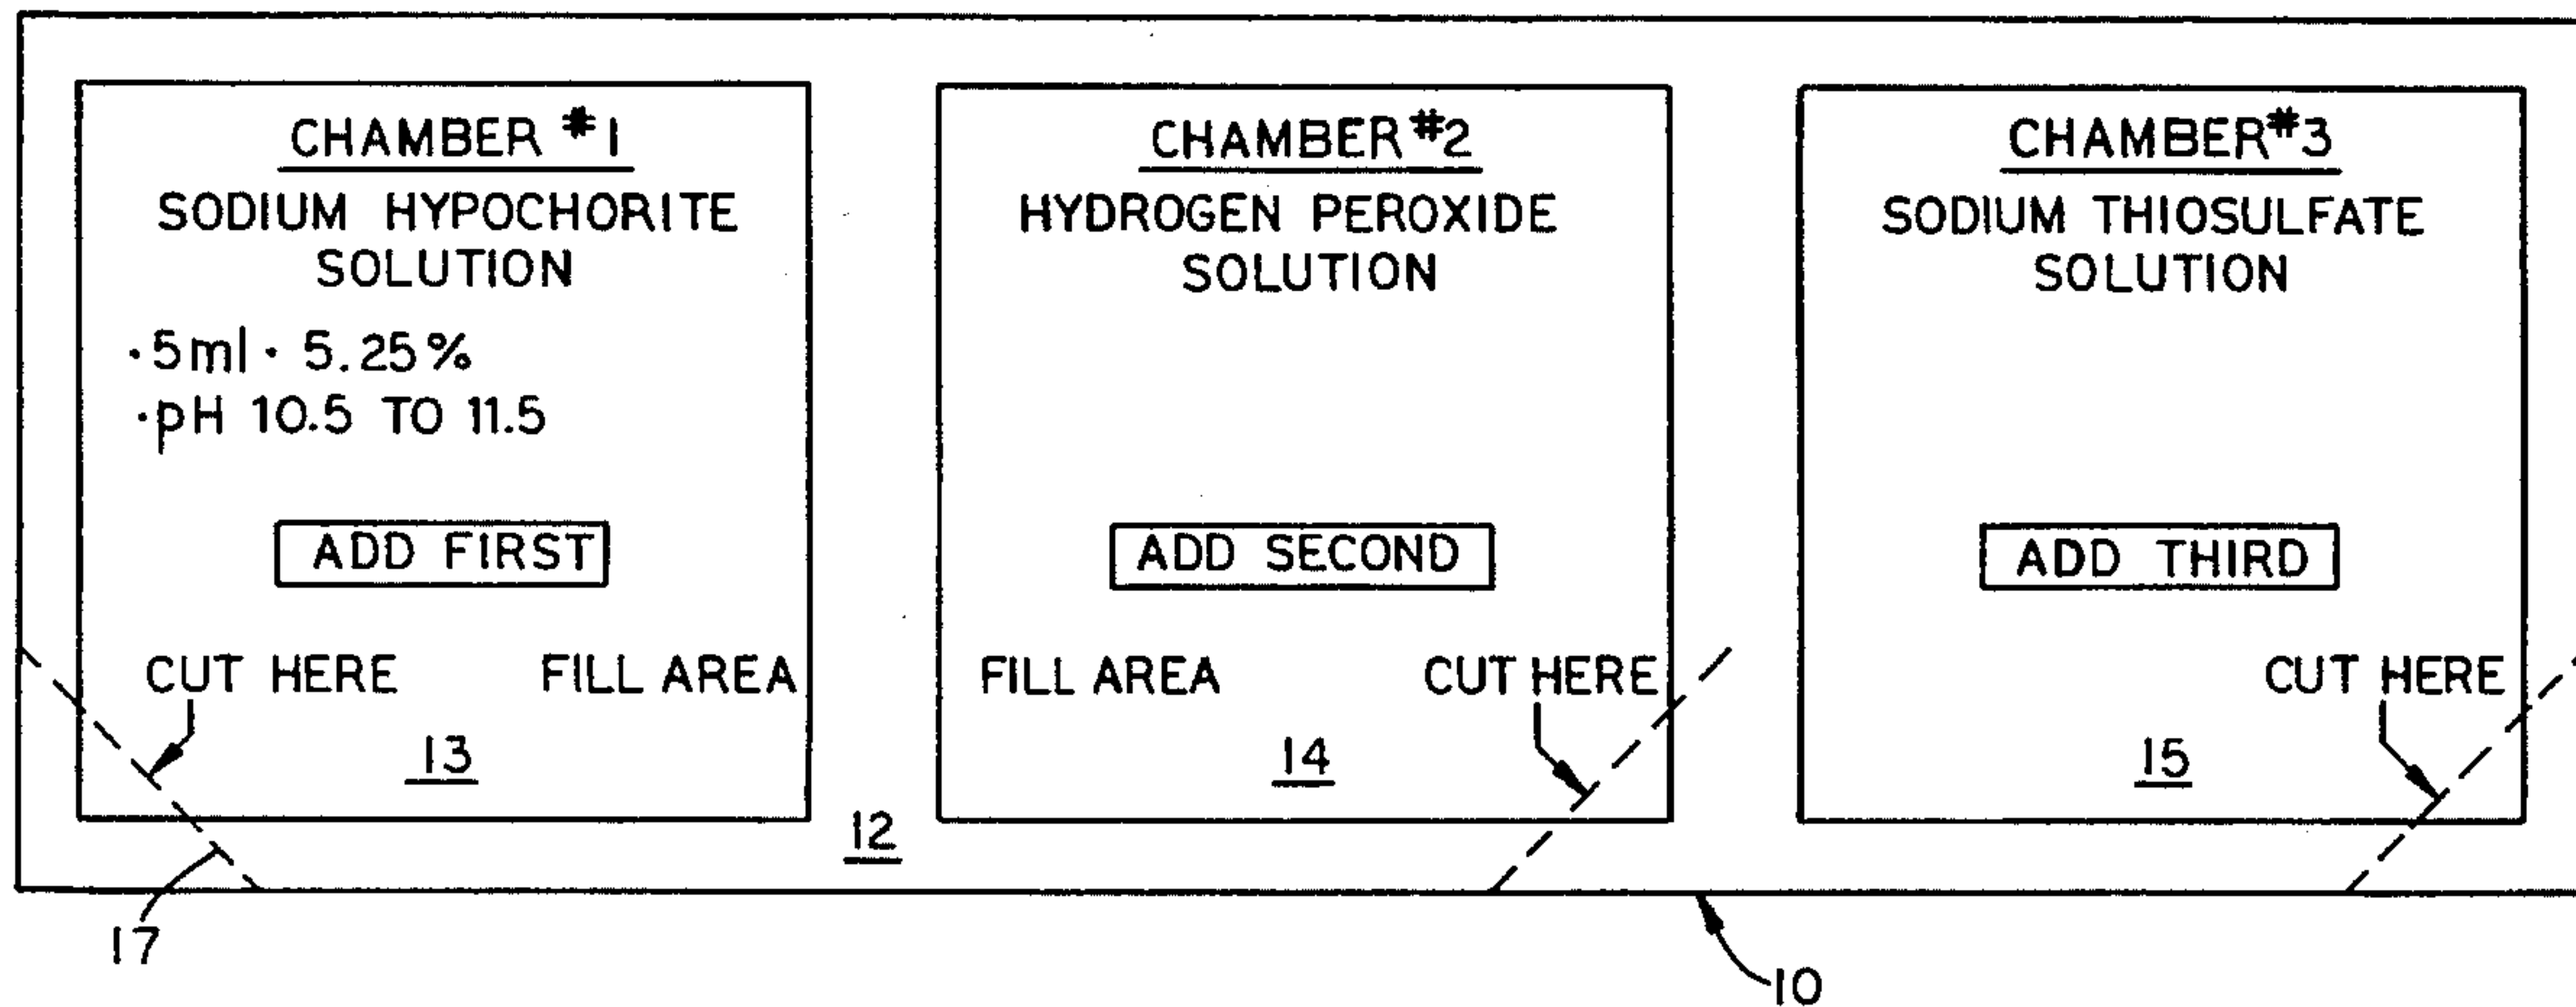 CHAMBER #1
SODIUM HYPOCHORITE
SOLUTION
·5ml· 5.25%
·pH 10.5 TO 11.5
ADD FIRST
CUT HERE
FILL AREA
13
17
CHAMBER #2
HYDROGEN PEROXIDE
SOLUTION
ADD SECOND
FILL AREA
CUT HERE
14
12
CHAMBER #3
SODIUM THIOSULFATE
SOLUTION
ADD THIRD
CUT HERE
15
10